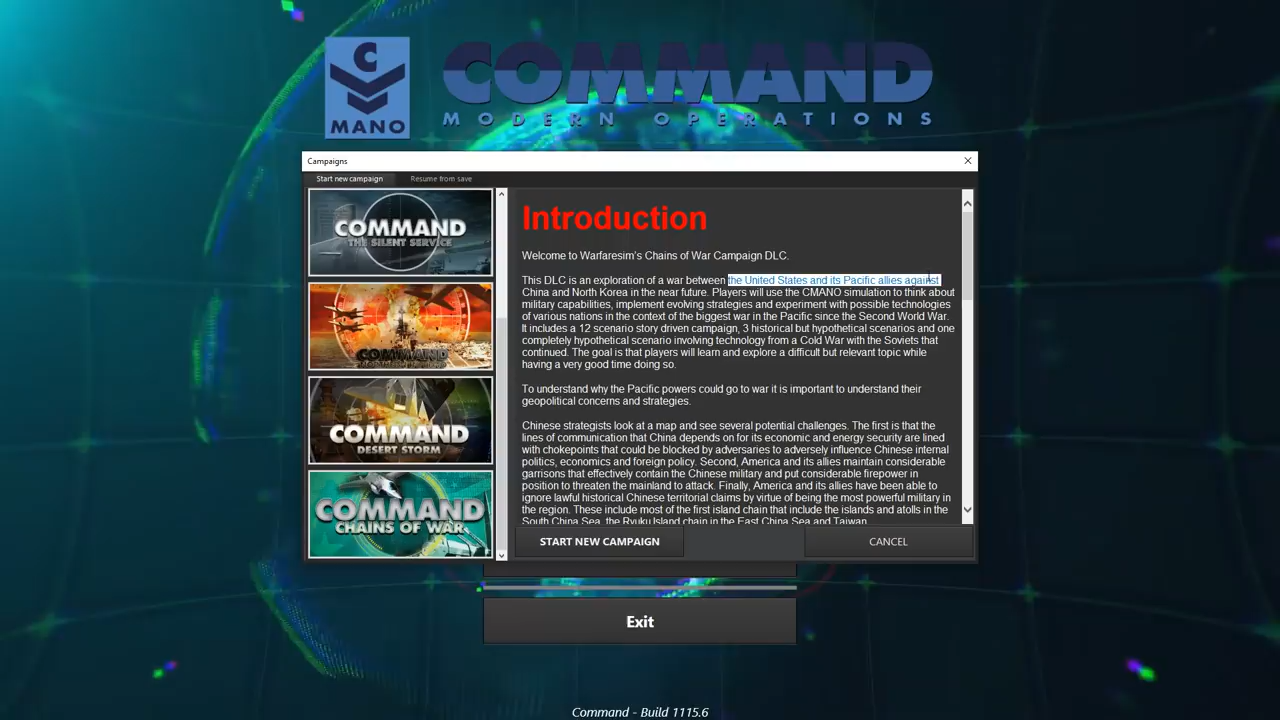 C
MANO
COMMAND
MODERN OPERATIONS
Campaigns
Start new campaign
Resume from save
COMMAND
THE SILENT SERVICE
COMMAND
COMMAND
DESERT STORM
COMMAND
CHAINS OF WAR
Introduction
Welcome to Warfaresim's Chains of War Campaign DLC.
This DLC is an exploration of a war between the United States and its Pacific allies against
China and North Korea in the near future. Players will use the CMANO simulation to think about
military capabilities, implement evolving strategies and experiment with possible technologies
of various nations in the context of the biggest war in the Pacific since the Second World War.
It includes a 12 scenario story driven campaign, 3 historical but hypothetical scenarios and one
completely hypothetical scenario involving technology from a Cold War with the Soviets that
continued. The goal is that players will learn and explore a difficult but relevant topic while
having a very good time doing so.
To understand why the Pacific powers could go to war it is important to understand their
geopolitical concerns and strategies.
Chinese strategists look at a map and see several potential challenges. The first is that the
lines of communication that China depends on for its economic and energy security are lined
with chokepoints that could be blocked by adversaries to adversely influence Chinese internal
politics, economics and foreign policy. Second, America and its allies maintain considerable
garrisons that effectively contain the Chinese military and put considerable firepower in
position to threaten the mainland to attack. Finally, America and its allies have been able to
ignore lawful historical Chinese territorial claims by virtue of being the most powerful military in
the region. These include most of the first island chain that include the islands and atolls in the
South China Sea, the Ryuku Island chain in the East China Sea and Taiwan.
START NEW CAMPAIGN
CANCEL
Exit
Command - Build 1115.6